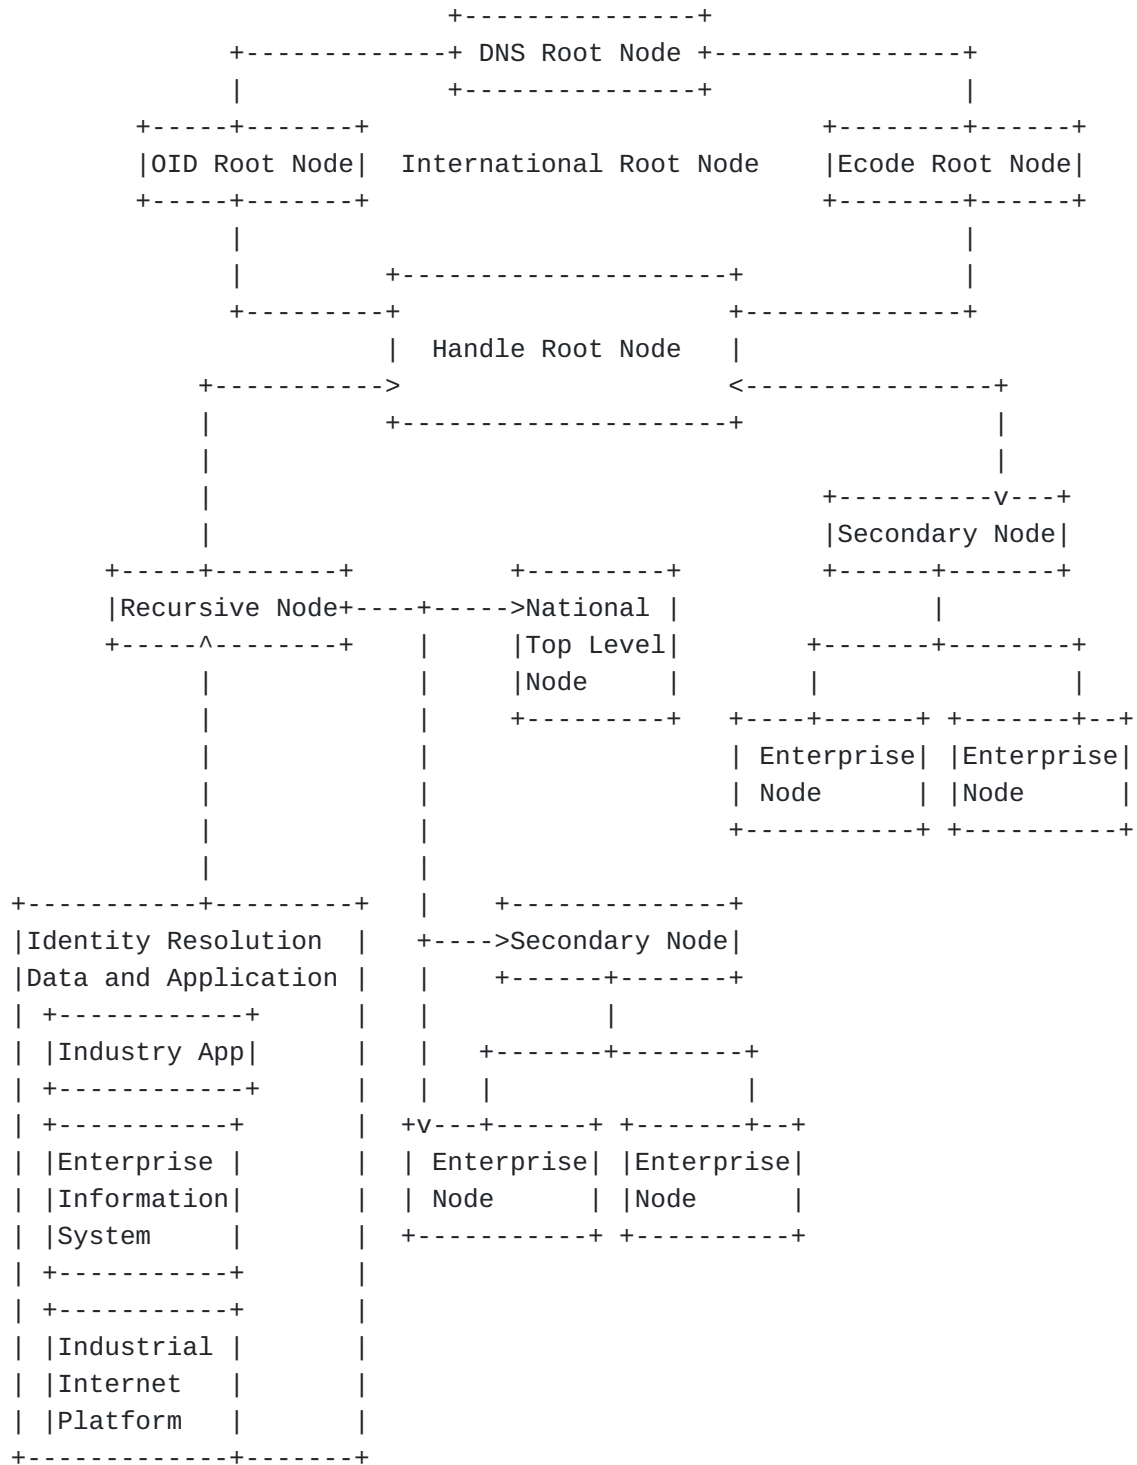 DNS Root Node
OID Root Node International Root Node Ecode Root Node
Handle Root Node
Secondary Node
Recursive Node National
Top Level
Node
Enterprise Enterprise
Node Node
Identity Resolution Secondary Node
Data and Application
Industry App
Enterprise Enterprise Enterprise
Information Node Node
System
Industrial
Internet
Platform